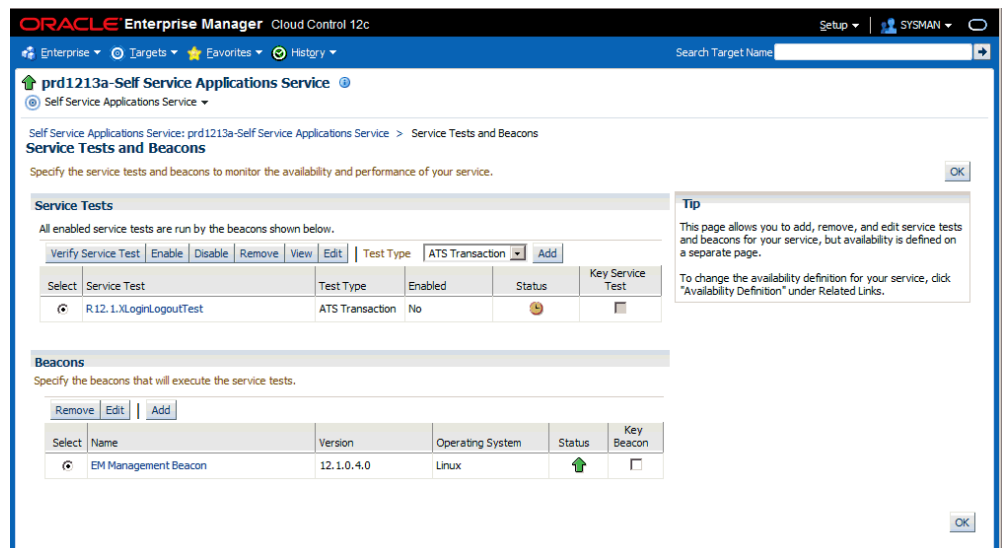 ORACLE Enterprise Manager Cloud Control 12c
Setup SYSMAN
Enterprise Targets Favorites History
Search Target Name
prd1213a-Self Service Applications Service
Self Service Applications Service
Self Service Applications Service: prd1213a-Self Service Applications Service > Service Tests and Beacons
Service Tests and Beacons
Specify the service tests and beacons to monitor the availability and performance of your service.
OK
Service Tests
All enabled service tests are run by the beacons shown below.
Verify Service Test Enable Disable Remove View Edit Test Type ATS Transaction Add
Select Service Test Test Type Enabled Status Key Service Test
R12.1.XLoginLogoutTest ATS Transaction No
Tip
This page allows you to add, remove, and edit service tests
and beacons for your service, but availability is defined on
a separate page.
To change the availability definition for your service, click
"Availability Definition" under Related Links.
Beacons
Specify the beacons that will execute the service tests.
Remove Edit Add
Select Name Version Operating System Status Key Beacon
EM Management Beacon 12.1.0.4.0 Linux
OK